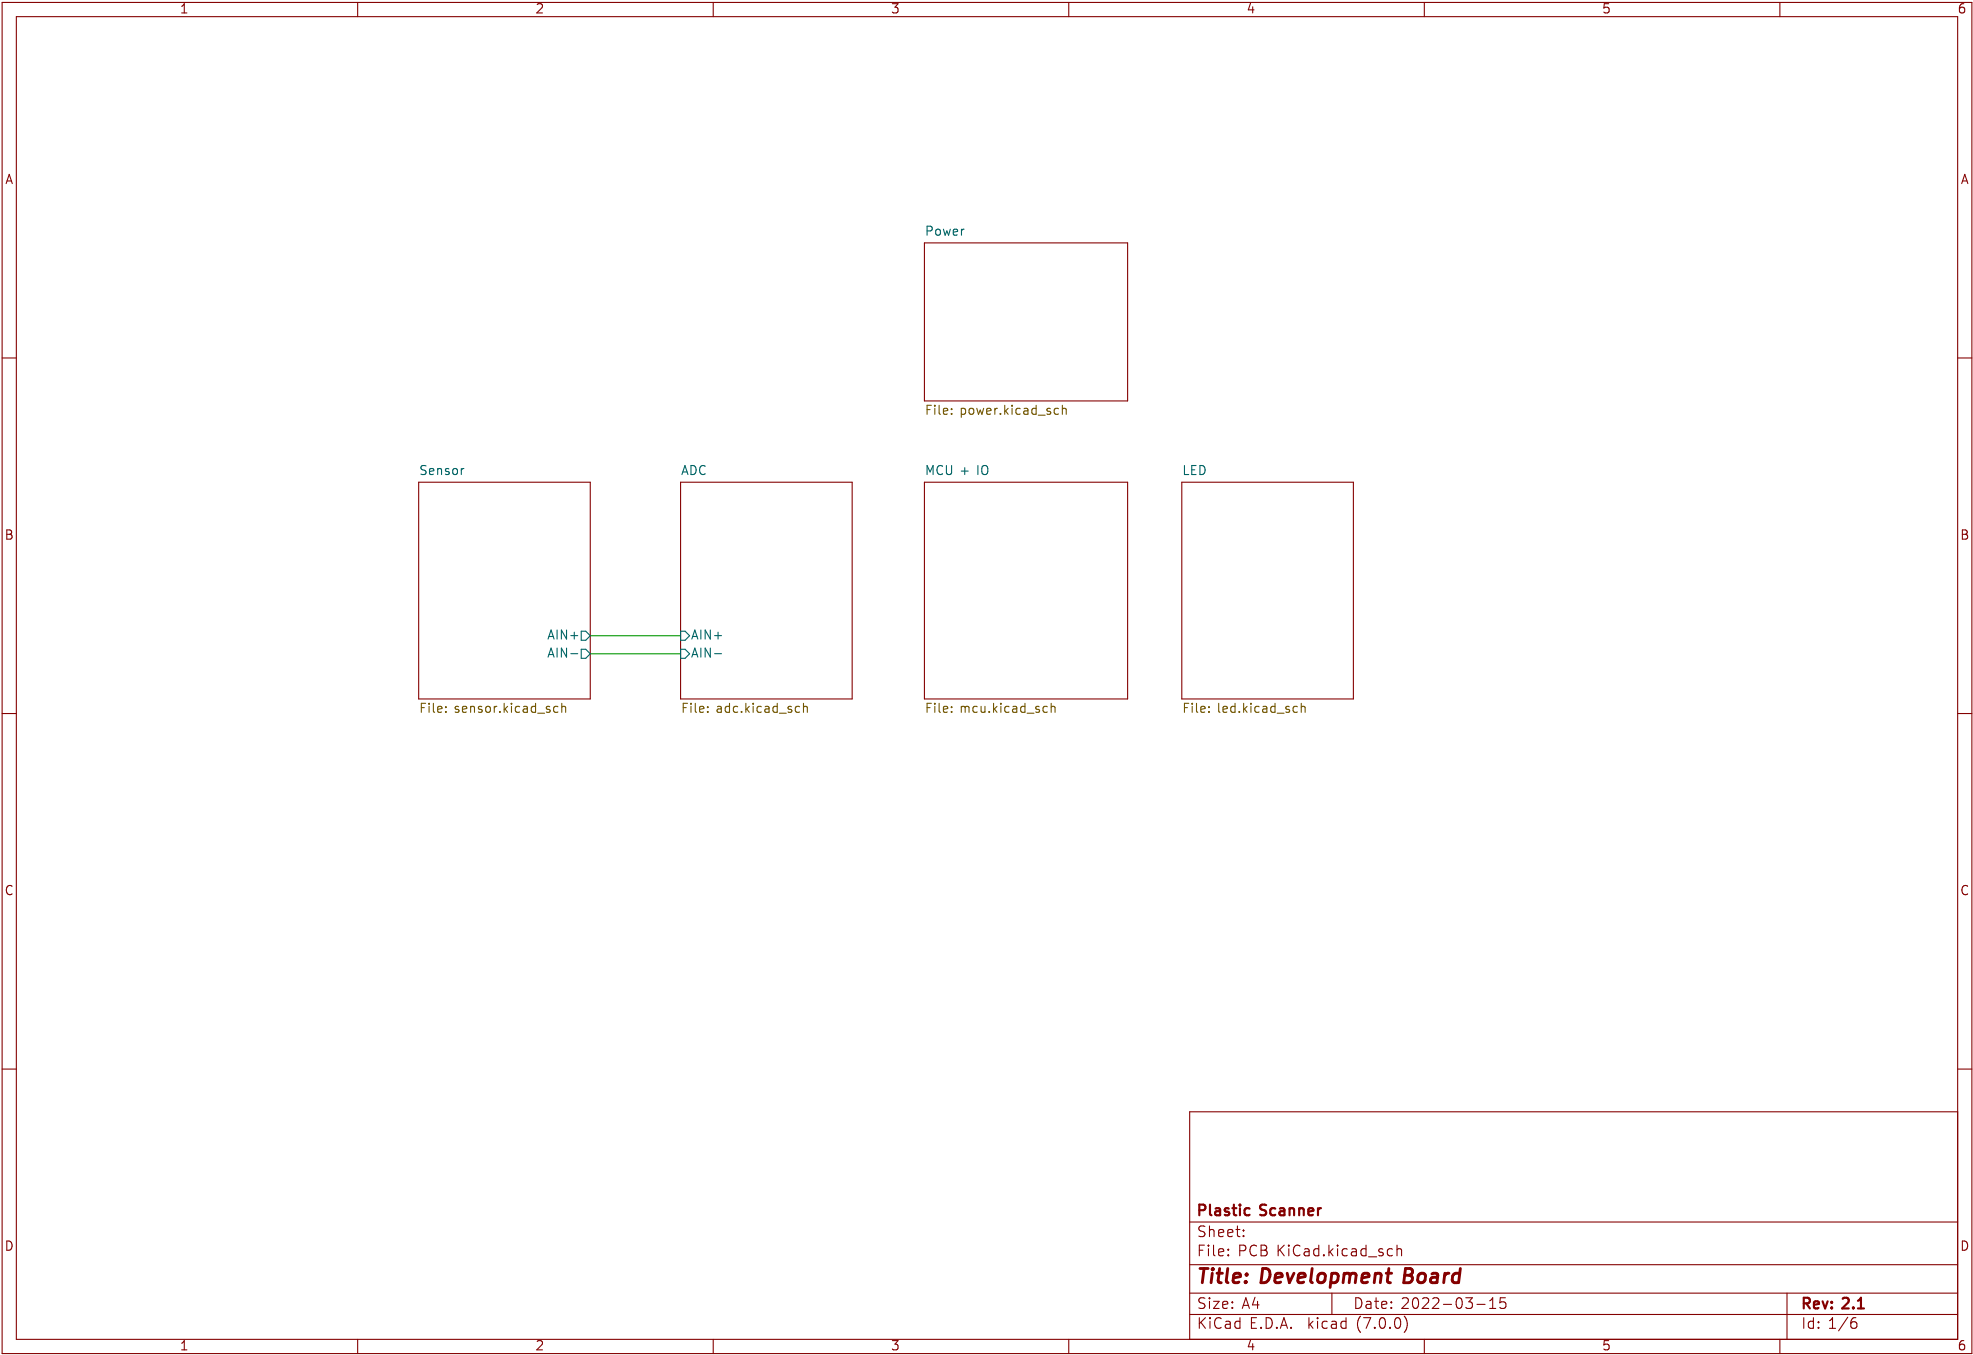 1 2 3 4 5 6
A A
Power
File: power.kicad_sch
Sensor ADC MCU + IO LED
B B
AIN+ AIN+
AIN- AIN-
File: sensor.kicad_sch File: adc.kicad_sch File: mcu.kicad_sch File: led.kicad_sch
C C
Plastic Scanner
Sheet:
D D
File: PCB KiCad.kicad_sch
Title: Development Board
Size: A4 Date: 2022-03-15 Rev: 2.1
KiCad E.D.A. kicad (7.0.0) Id: 1/6
1 2 3 4 5 6